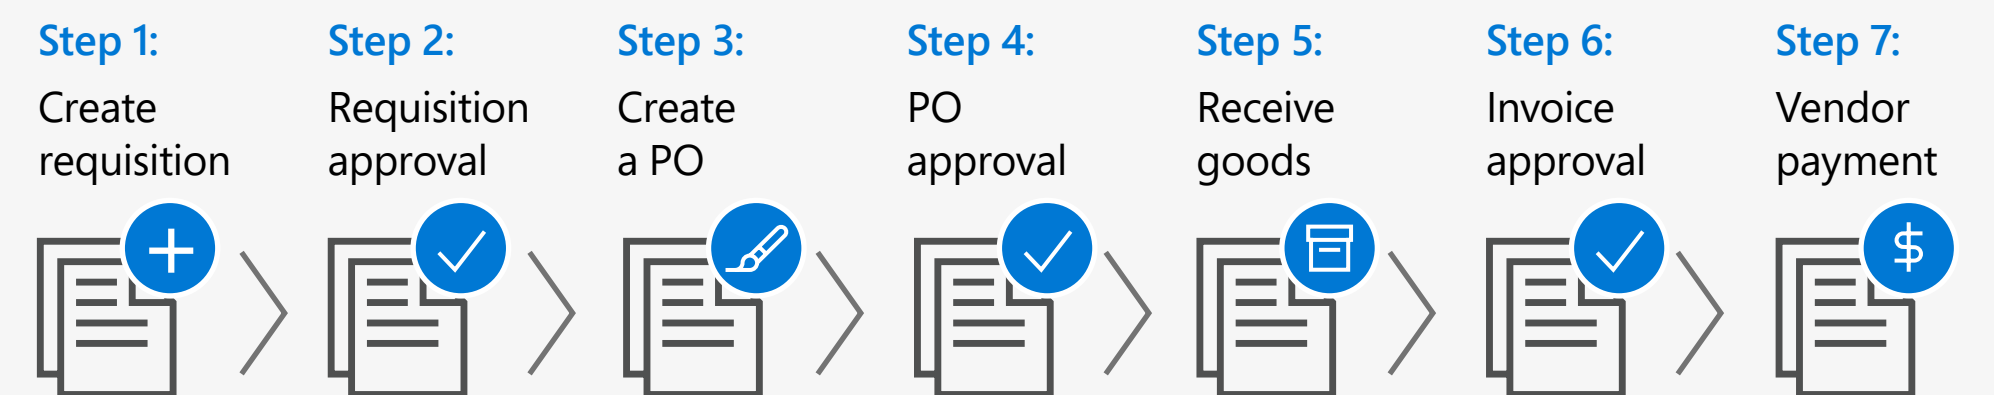 Step 1:
Create
requisition
Step 2:
Requisition
approval
Step 3:
Create
a PO
Step 4:
PO
approval
Step 5:
Receive
goods
Step 6:
Invoice
approval
Step 7:
Vendor
payment
$